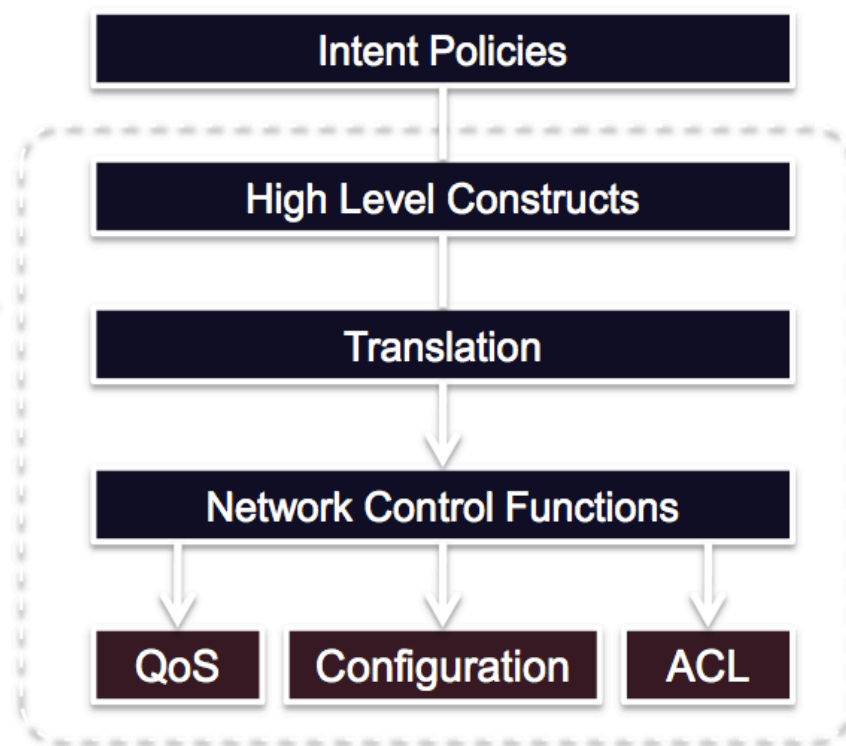 Intent Policies
High Level Constructs
Translation
Network Control Functions
QoS
Configuration
ACL